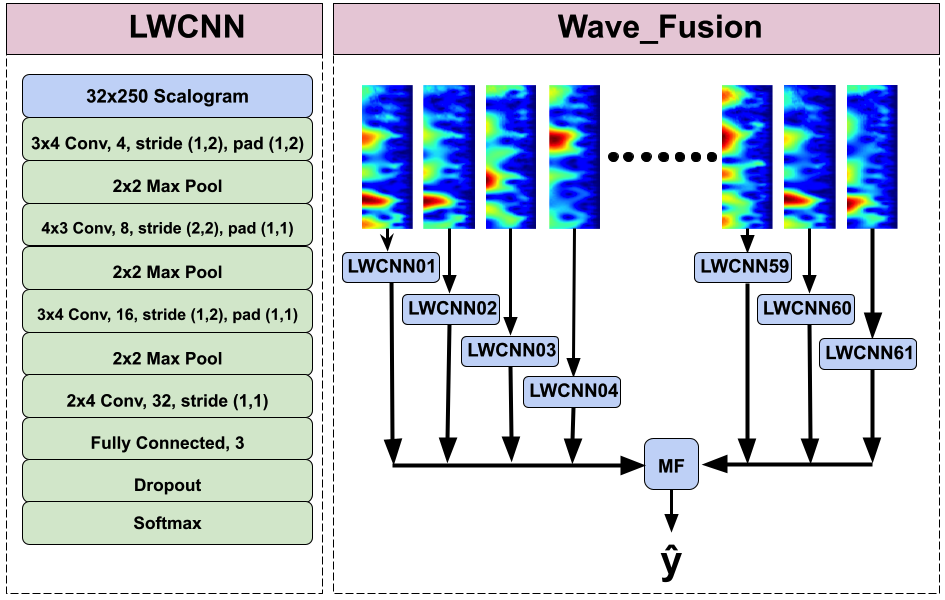 LWCNN
32x250 Scalogram
3x4 Conv, 4, stride (1,2), pad (1,2)
2x2 Max Pool
4x3 Conv, 8, stride (2,2), pad (1,1)
2x2 Max Pool
3x4 Conv, 16, stride (1,2), pad (1,1)
2x2 Max Pool
2x4 Conv, 32, stride (1,1)
Fully Connected, 3
Dropout
Softmax
Wave_Fusion
LWCNN01
LWCNN02
LWCNN03
LWCNN04
LWCNN59
LWCNN60
LWCNN61
MF
ŷ